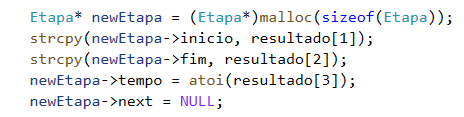 Etapa* newEtapa = (Etapa*)malloc(sizeof(Etapa));
strcpy(newEtapa->inicio, resultado[1]);
strcpy(newEtapa->fim, resultado[2]);
newEtapa->tempo = atoi(resultado[3]);
newEtapa->next = NULL;